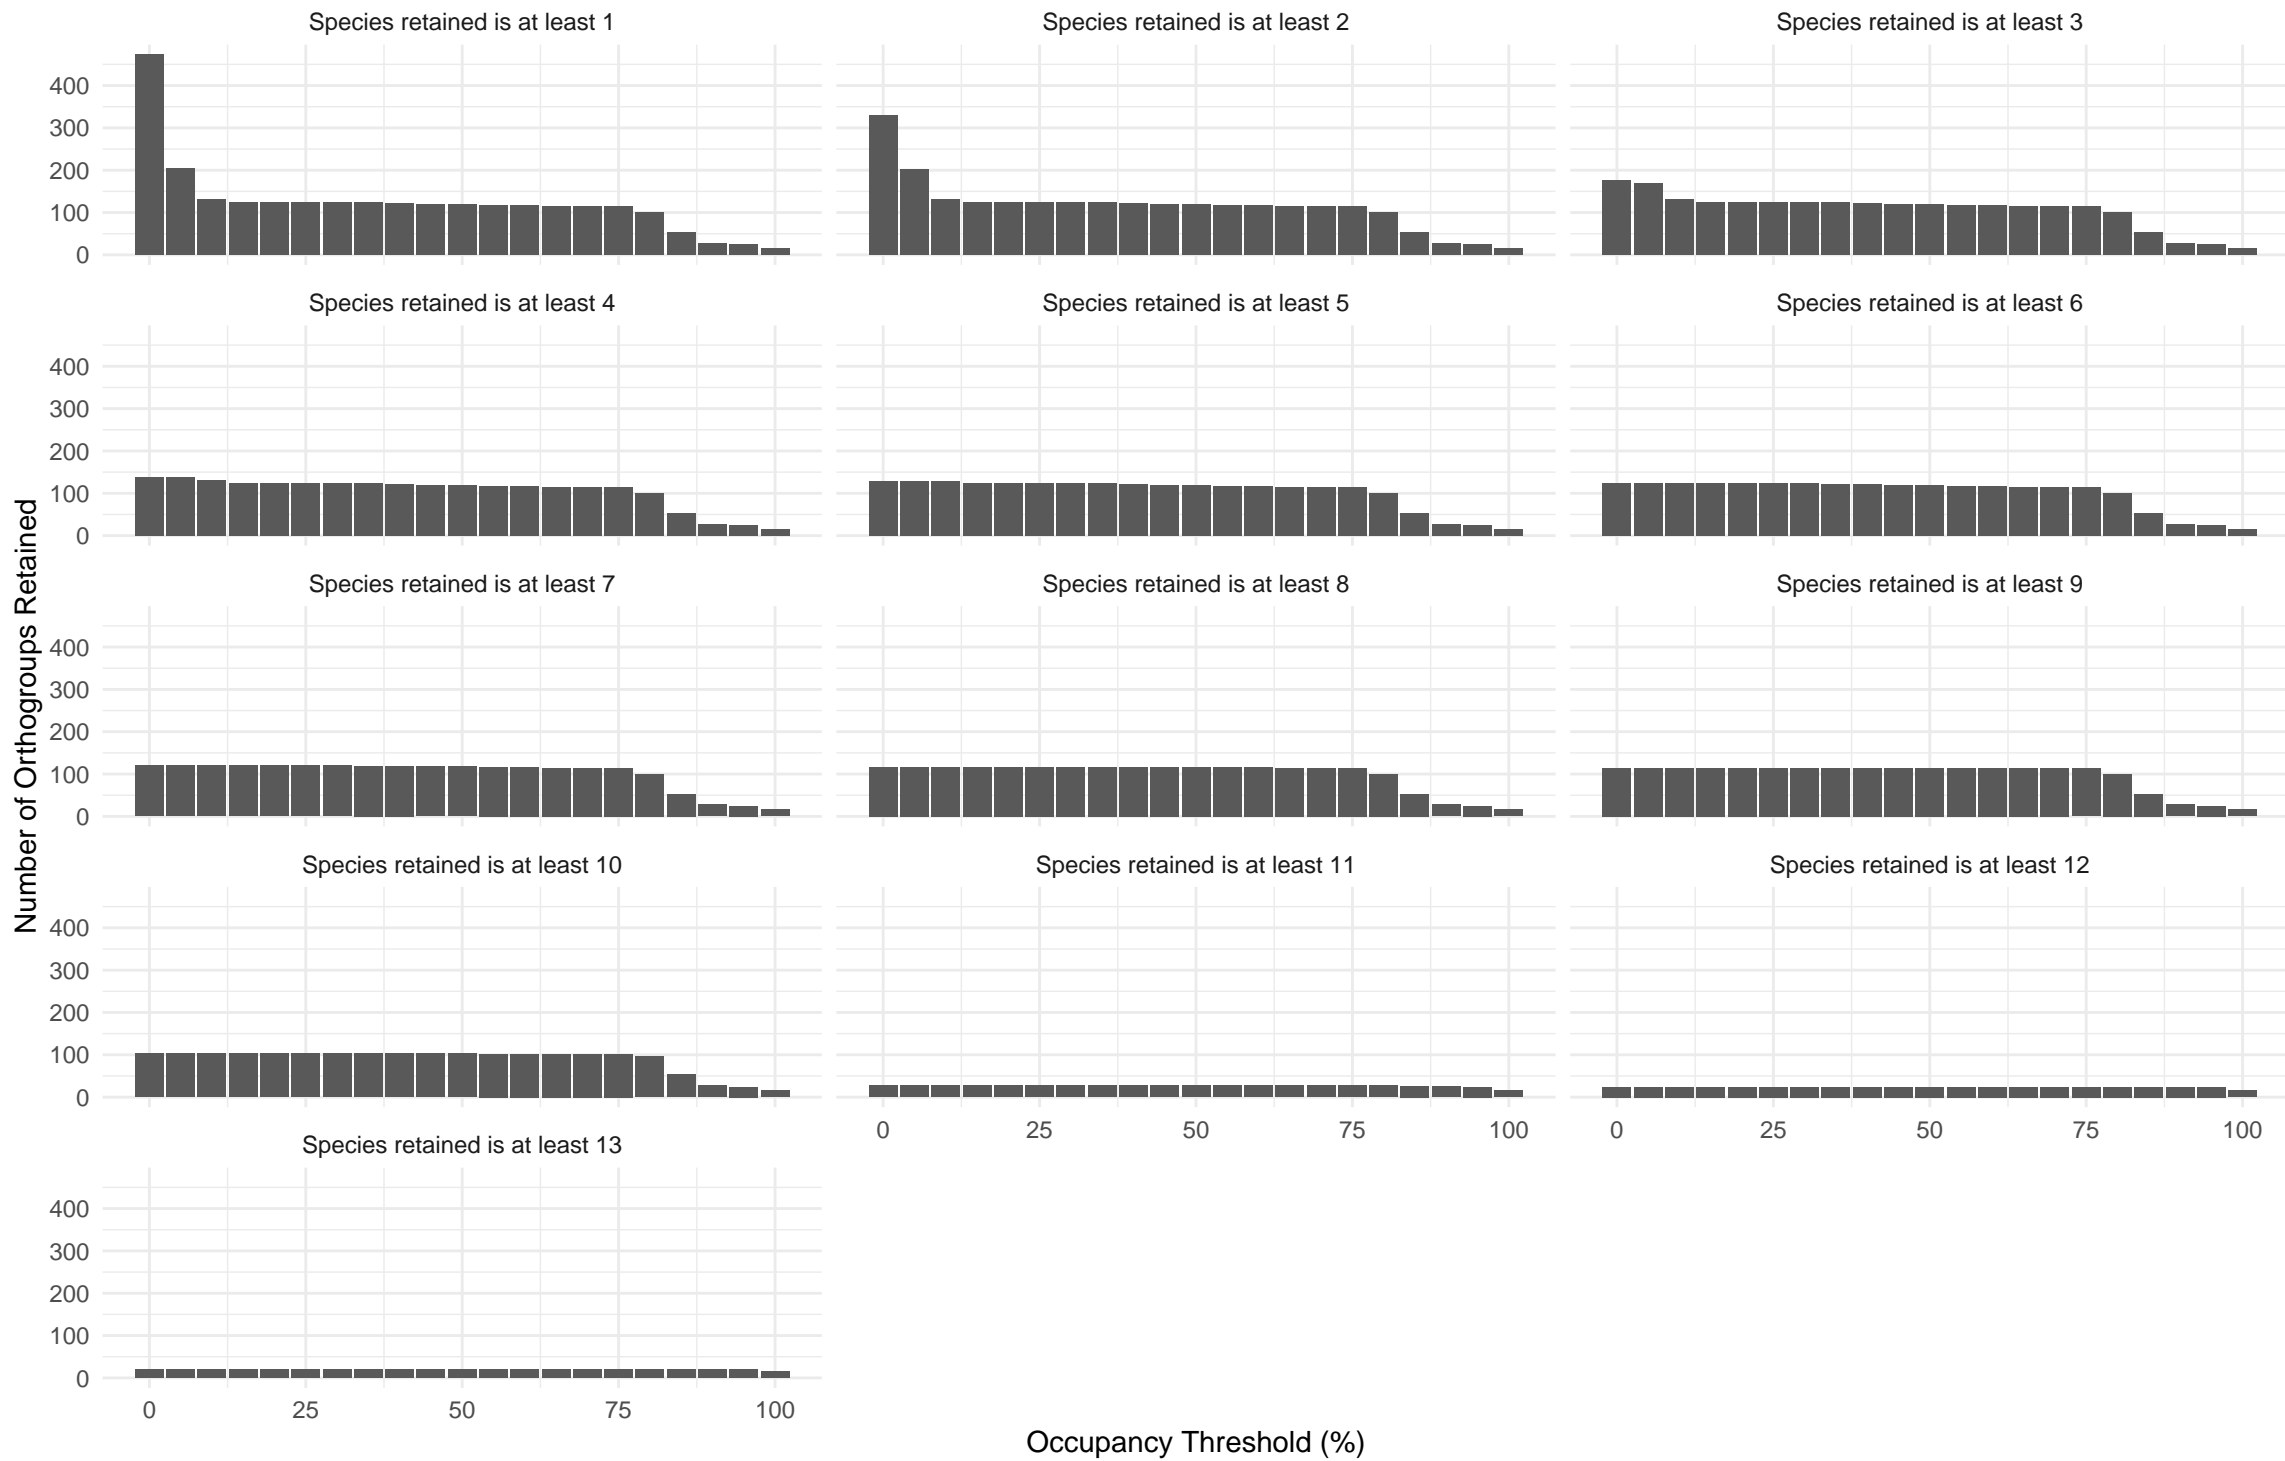 Species retained is at least 1
Species retained is at least 2
Species retained is at least 3
400
300
200
100
0
Species retained is at least 4
Species retained is at least 5
Species retained is at least 6
400
300
200
100
0
Species retained is at least 7
Species retained is at least 8
Species retained is at least 9
400
300
200
100
0
Number of Orthogroups Retained
Species retained is at least 10
Species retained is at least 11
Species retained is at least 12
400
300
200
100
0
0 25 50 75 100
0 25 50 75 100
Species retained is at least 13
400
300
200
100
0
0 25 50 75 100
Occupancy Threshold (%)